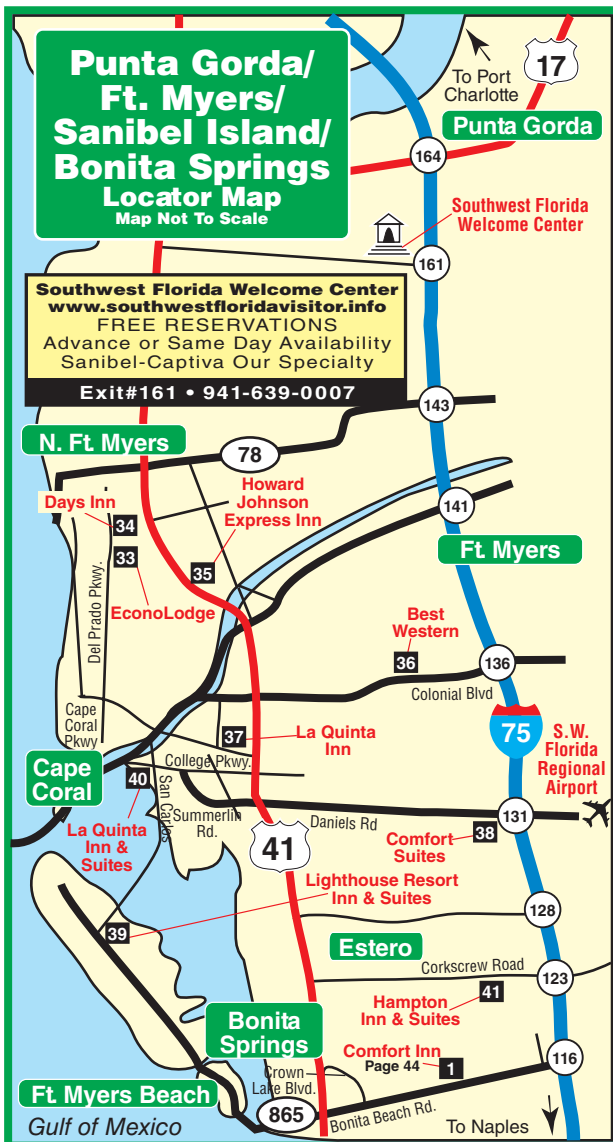 Punta Gorda/
Ft. Myers/
Sanibel Island/
Bonita Springs
Locator Map
Map Not To Scale
To Port
Charlotte
17
Punta Gorda
164
Southwest Florida
Welcome Center
161
Southwest Florida Welcome Center
www.southwestfloridavisitor.info
FREE RESERVATIONS
Advance or Same Day Availability
Sanibel-Captiva Our Specialty
Exit#161 • 941-639-0007
143
N. Ft. Myers
78
Days Inn
34
Howard
Johnson
Express Inn
141
33
35
Ft. Myers
EconoLodge
Del Prado Pkwy.
Best
Western
36
136
Colonial Blvd
Cape
Coral
Pkwy
37
La Quinta
Inn
75
S.W.
Florida
Regional
Airport
College Pkwy.
Cape
Coral
40
San Carlos
Summerlin
Rd.
La Quinta
Inn &
Suites
Daniels Rd
131
41
Comfort
Suites
38
Lighthouse Resort
Inn & Suites
39
128
Estero
Corkscrew Road
123
Hampton
Inn & Suites
41
Bonita
Springs
Comfort Inn
Page 44
1
116
Crown
Lake Blvd.
Ft. Myers Beach
865
Bonita Beach Rd.
Gulf of Mexico
To Naples